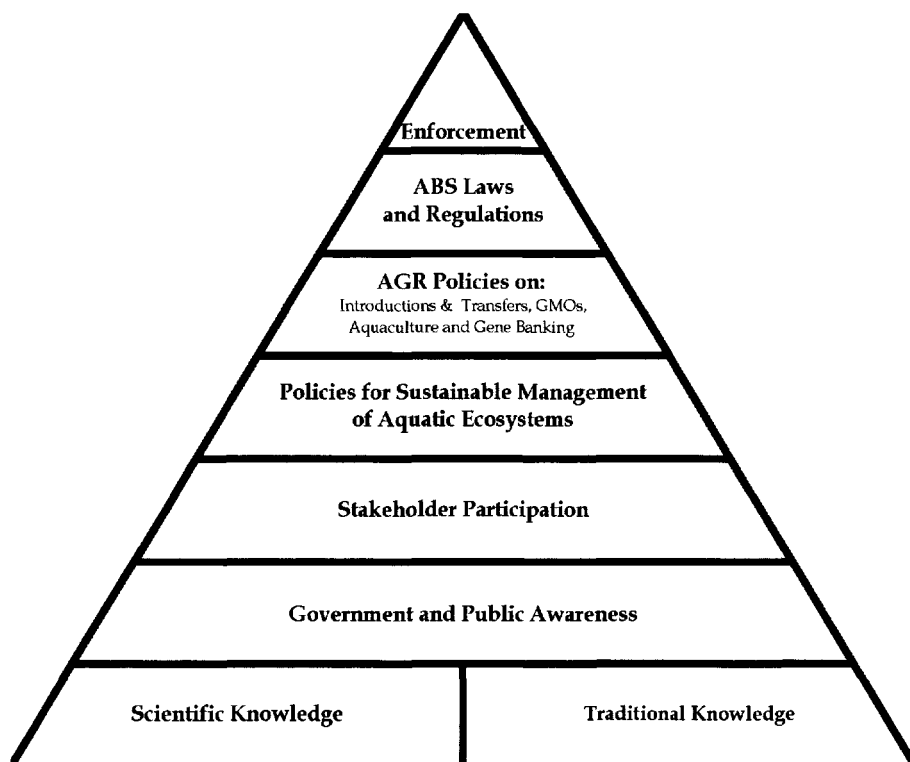 Enforcement
ABS Laws
and Regulations
AGR Policies on:
Introductions & Transfers, GMOs,
Aquaculture and Gene Banking
Policies for Sustainable Management
of Aquatic Ecosystems
Stakeholder Participation
Government and Public Awareness
Scientific Knowledge
Traditional Knowledge